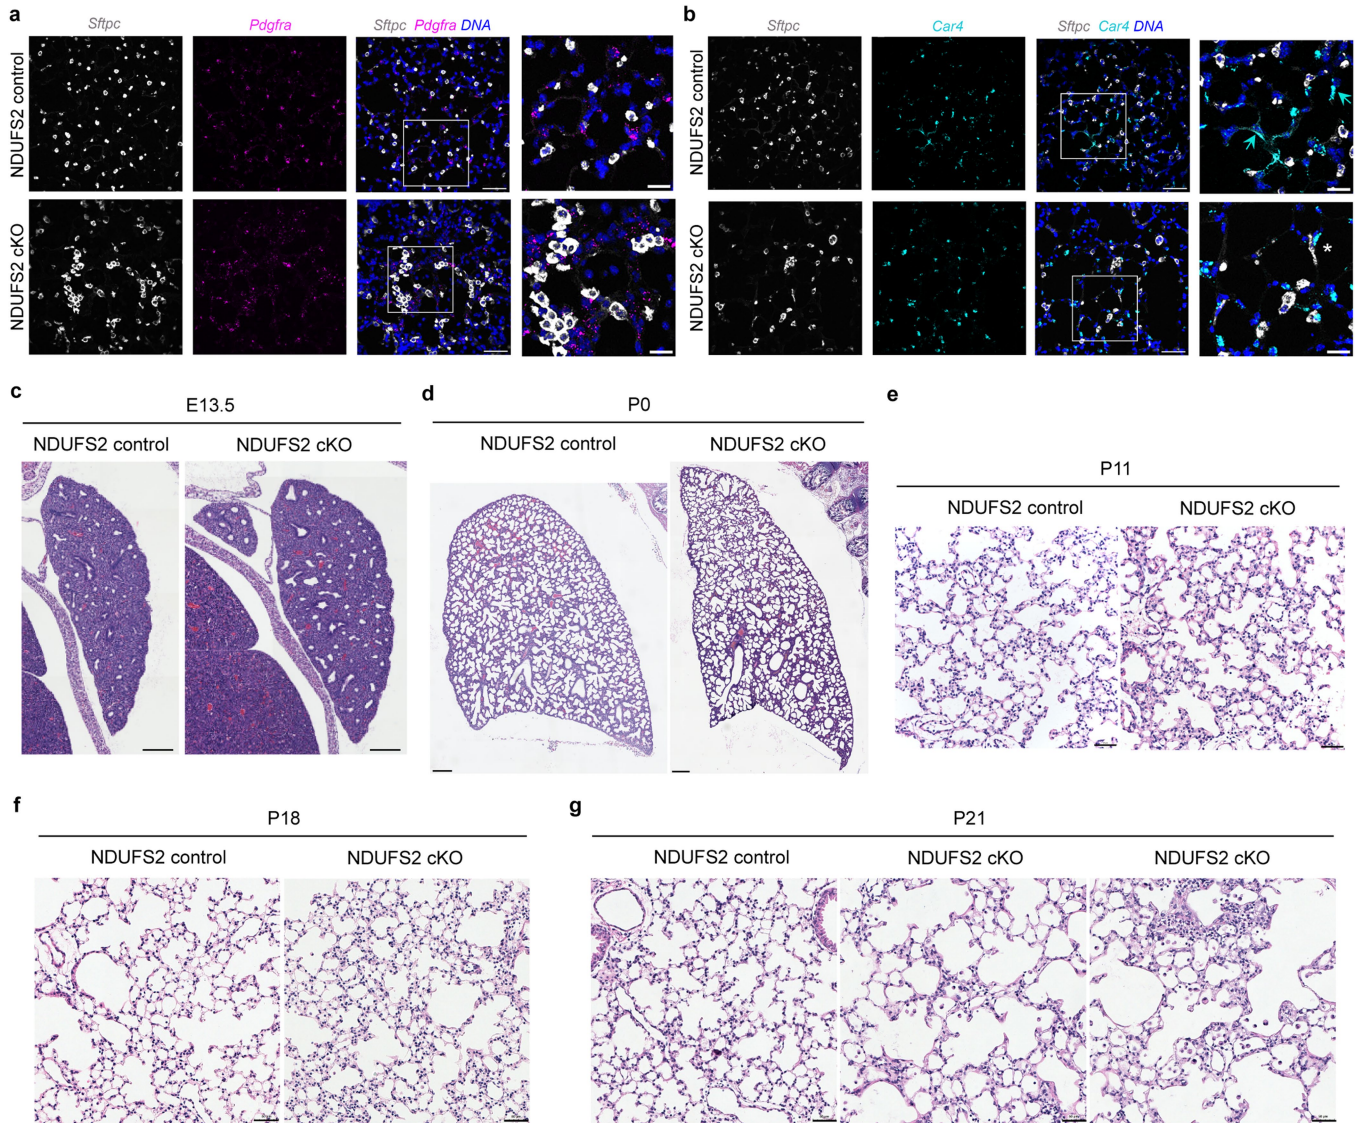 a
Sftpc
Pdgfra
Sftpc Pdgfra DNA
NDUFS2 control
NDUFS2 cKO
b
Sftpc
Car4
Sftpc Car4 DNA
NDUFS2 control
NDUFS2 cKO
*
c
E13.5
NDUFS2 control
NDUFS2 cKO
d
P0
NDUFS2 control
NDUFS2 cKO
e
P11
NDUFS2 control
NDUFS2 cKO
f
P18
NDUFS2 control
NDUFS2 cKO
g
P21
NDUFS2 control
NDUFS2 cKO
NDUFS2 cKO